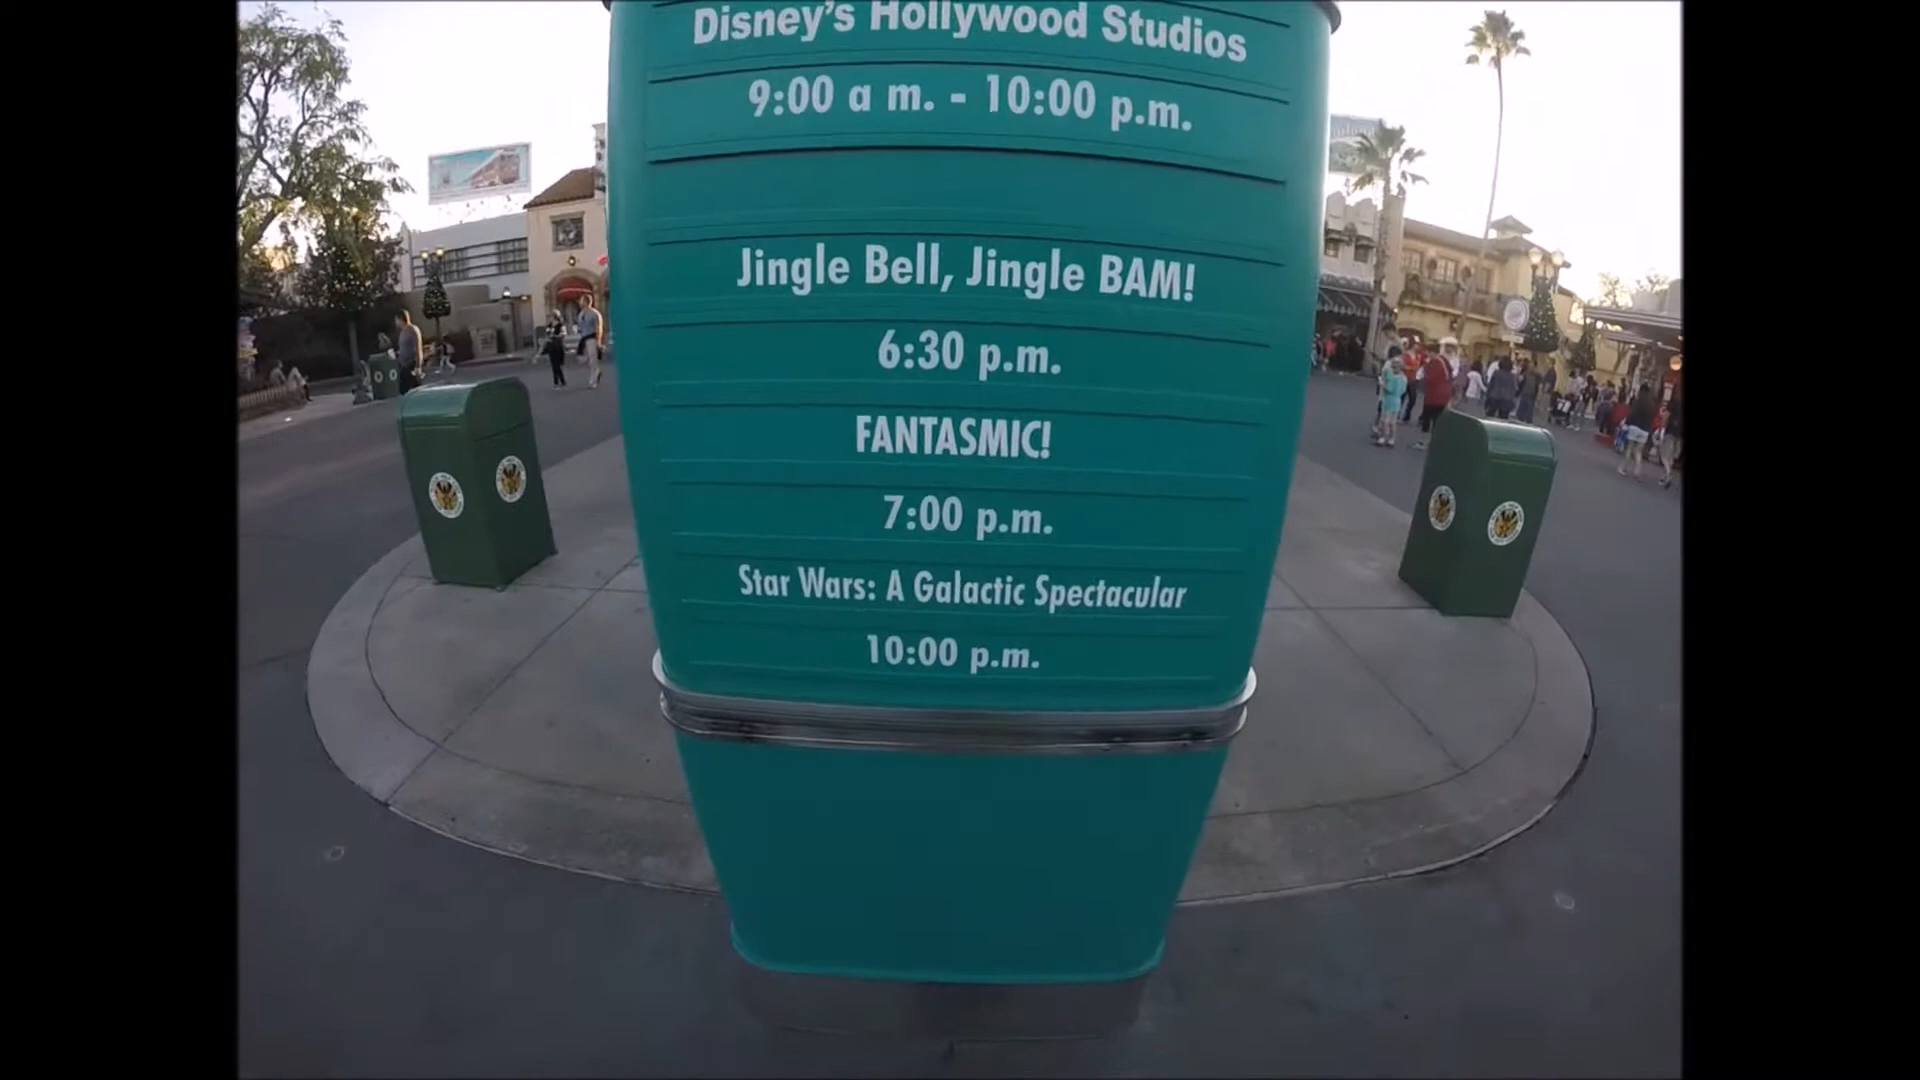 Disney's Hollywood Studios
9:00 a m. - 10:00 p.m.
Jingle Bell, Jingle BAM!
6:30 p.m.
FANTASMIC!
7:00 p.m.
Star Wars: A Galactic Spectacular
10:00 p.m.